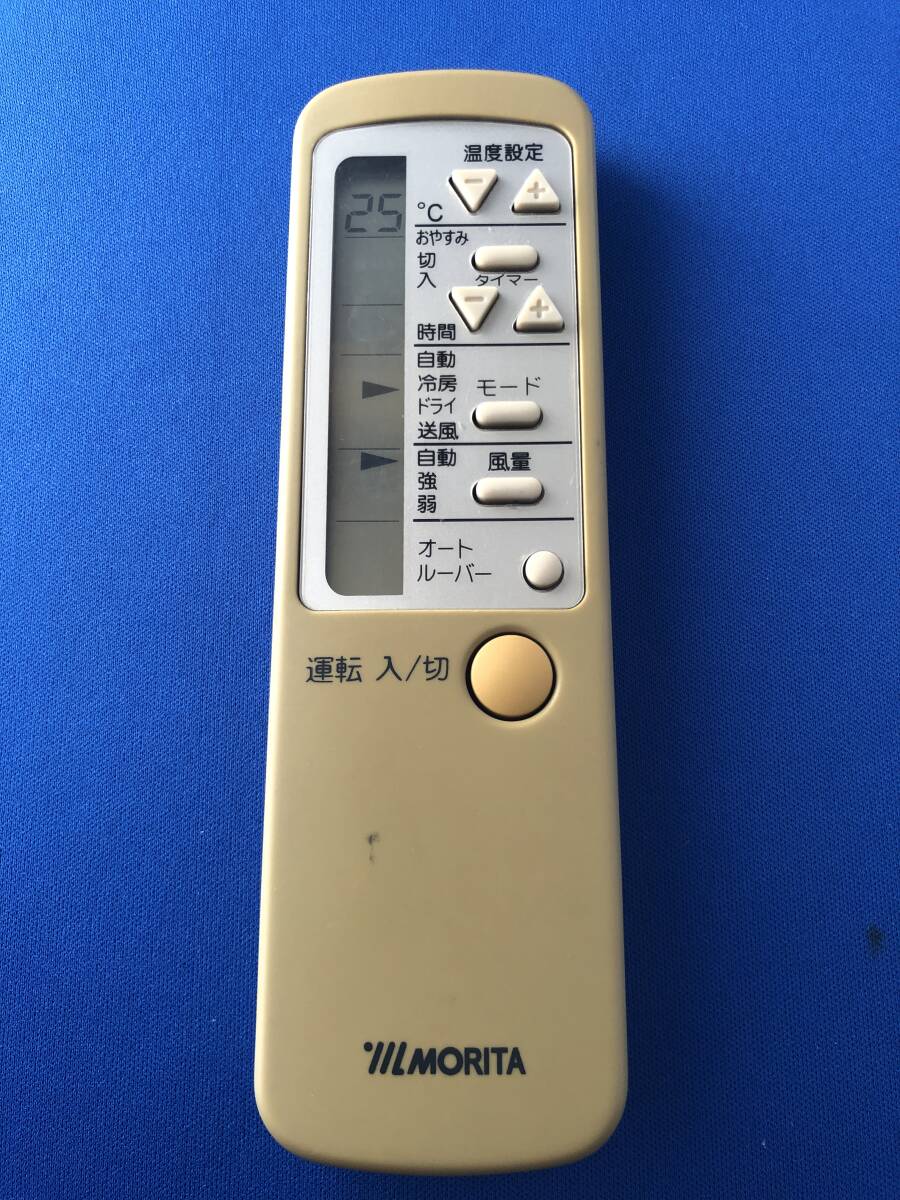 温度設定
− +
25
°C
おやすみ
切
入
タイマー
− +
時間
自動
冷房
ドライ
送風
モード
自動
強
弱
風量
オート
ルーバー
運転 入/切
MORITA